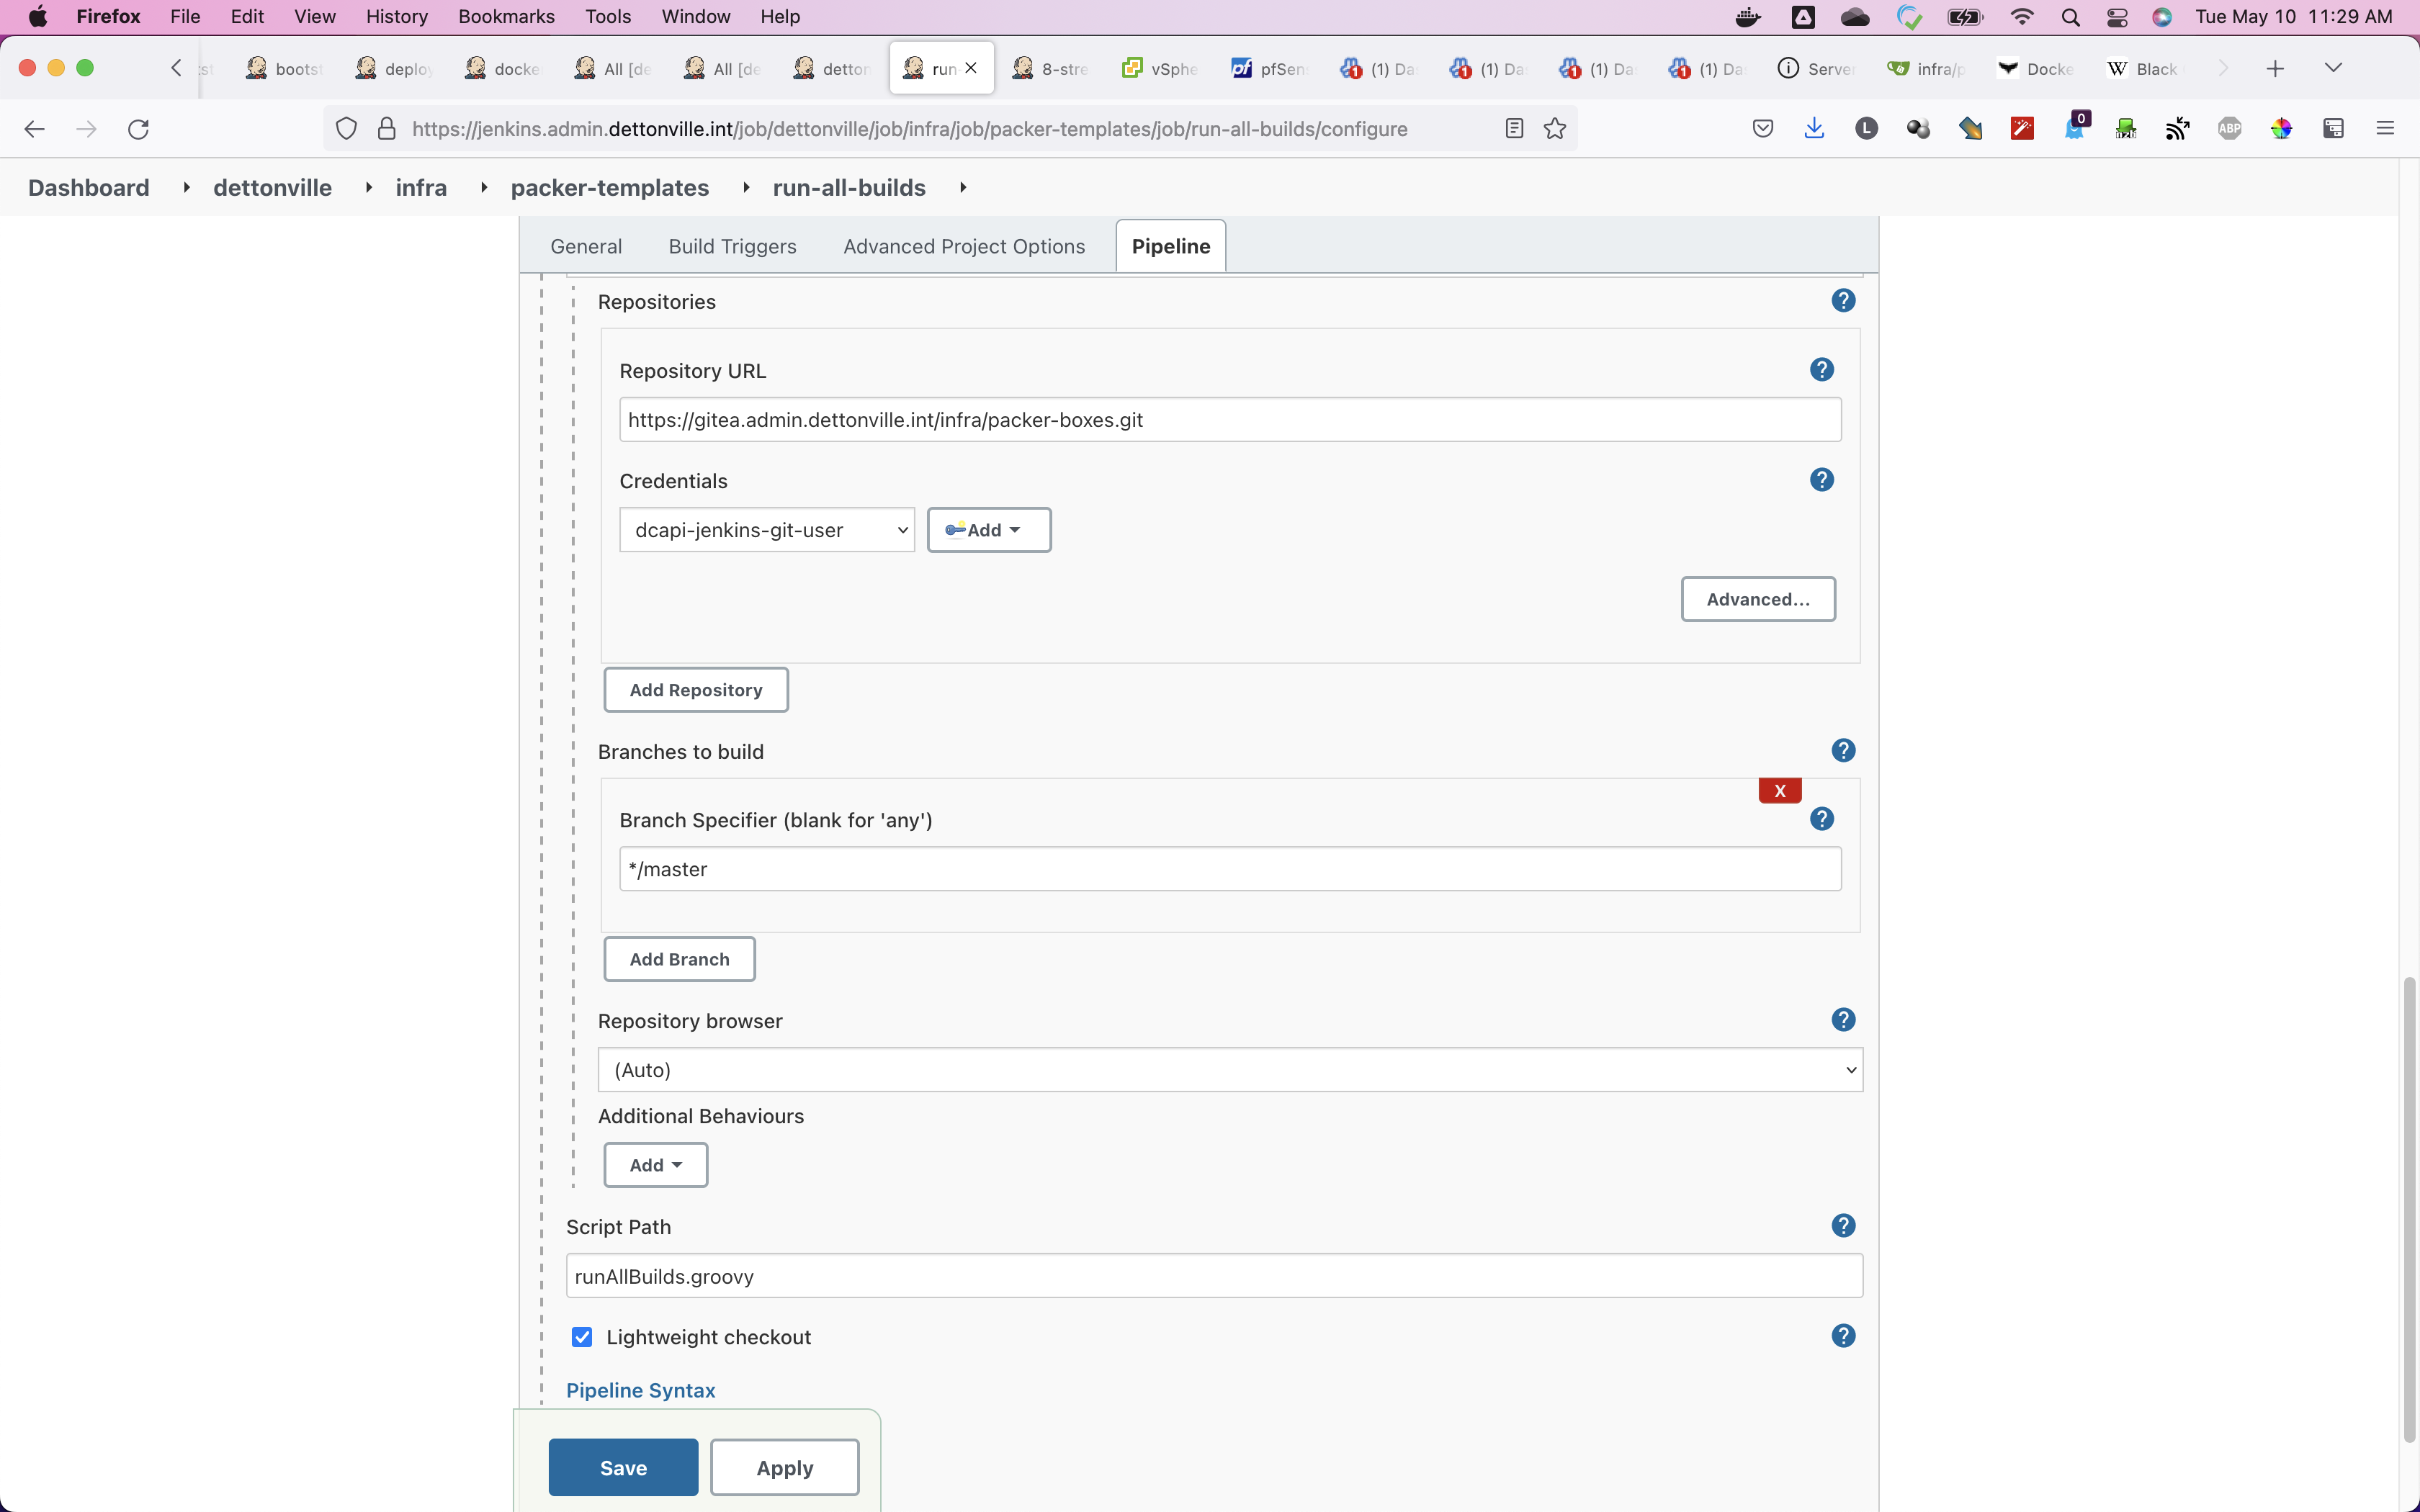 Firefox File Edit View History Bookmarks Tools Window Help Tue May 10 11:29 AM
boots deploy docke All [de All [de detton run- 8-stre vSphe pfSen (1) Da (1) Da (1) Da (1) Da Server infra/p Docke Black
https://jenkins.admin.dettonville.int/job/dettonville/job/infra/job/packer-templates/job/run-all-builds/configure L 0 nzb ABP
Dashboard dettonville infra packer-templates run-all-builds
General Build Triggers Advanced Project Options Pipeline
Repositories ?
Repository URL ?
https://gitea.admin.dettonville.int/infra/packer-boxes.git
Credentials ?
dcapi-jenkins-git-user Add
Advanced...
Add Repository
Branches to build ?
X
Branch Specifier (blank for 'any') ?
*/master
Add Branch
Repository browser ?
(Auto)
Additional Behaviours
Add
Script Path ?
runAllBuilds.groovy
Lightweight checkout ?
Pipeline Syntax
Save Apply